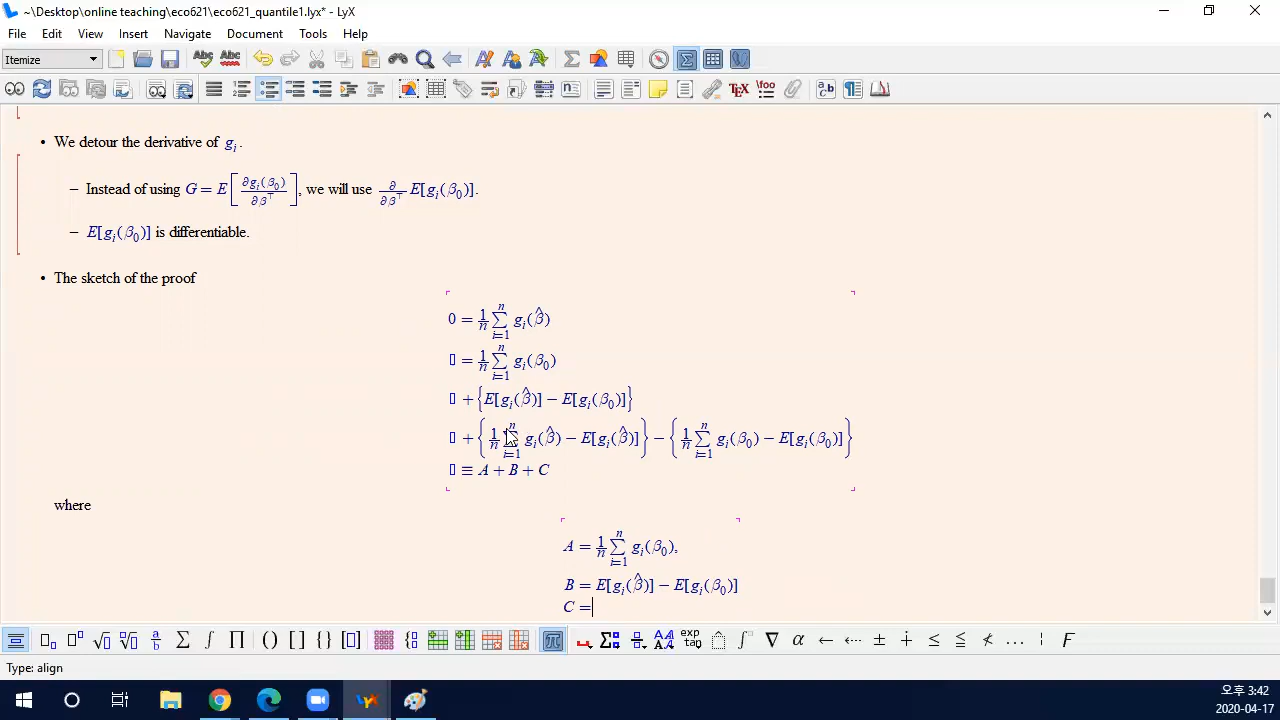 ~\Desktop\online teaching\eco621\eco621_quantile1.lyx* - LyX
File Edit View Insert Navigate Document Tools Help
Itemize
• We detour the derivative of g_i.
– Instead of using G = E[∂g_i(β_0)/∂β^⊤], we will use ∂/∂β^⊤ E[g_i(β_0)].
– E[g_i(β_0)] is differentiable.
• The sketch of the proof
0 = 1/n ∑_{i=1}^n g_i(β̂)
= 1/n ∑_{i=1}^n g_i(β_0)
+ {E[g_i(β̂)] − E[g_i(β_0)]}
+ {1/n ∑_{i=1}^n g_i(β̂) − E[g_i(β̂)]} − {1/n ∑_{i=1}^n g_i(β_0) − E[g_i(β_0)]}
≡ A + B + C
where
A = 1/n ∑_{i=1}^n g_i(β_0),
B = E[g_i(β̂)] − E[g_i(β_0)]
C =
Type: align
오후 3:42
2020-04-17